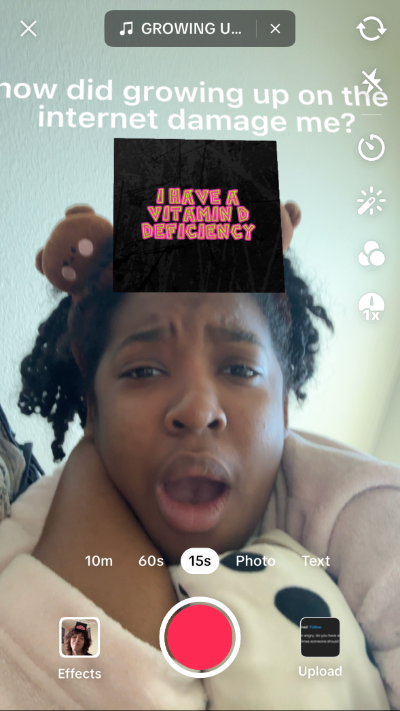 GROWING U...
how did growing up on the
internet damage me?
I HAVE A
VITAMIN D
DEFICIENCY
1x
10m 60s 15s Photo Text
Effects
Upload